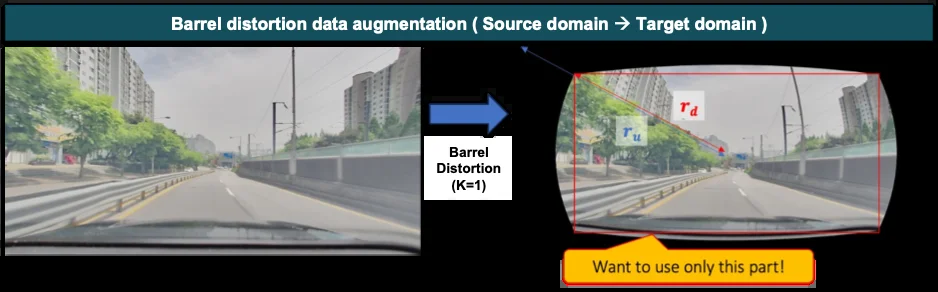 Barrel distortion data augmentation ( Source domain → Target domain )
r_d
r_u
Barrel
Distortion
(K=1)
Want to use only this part!